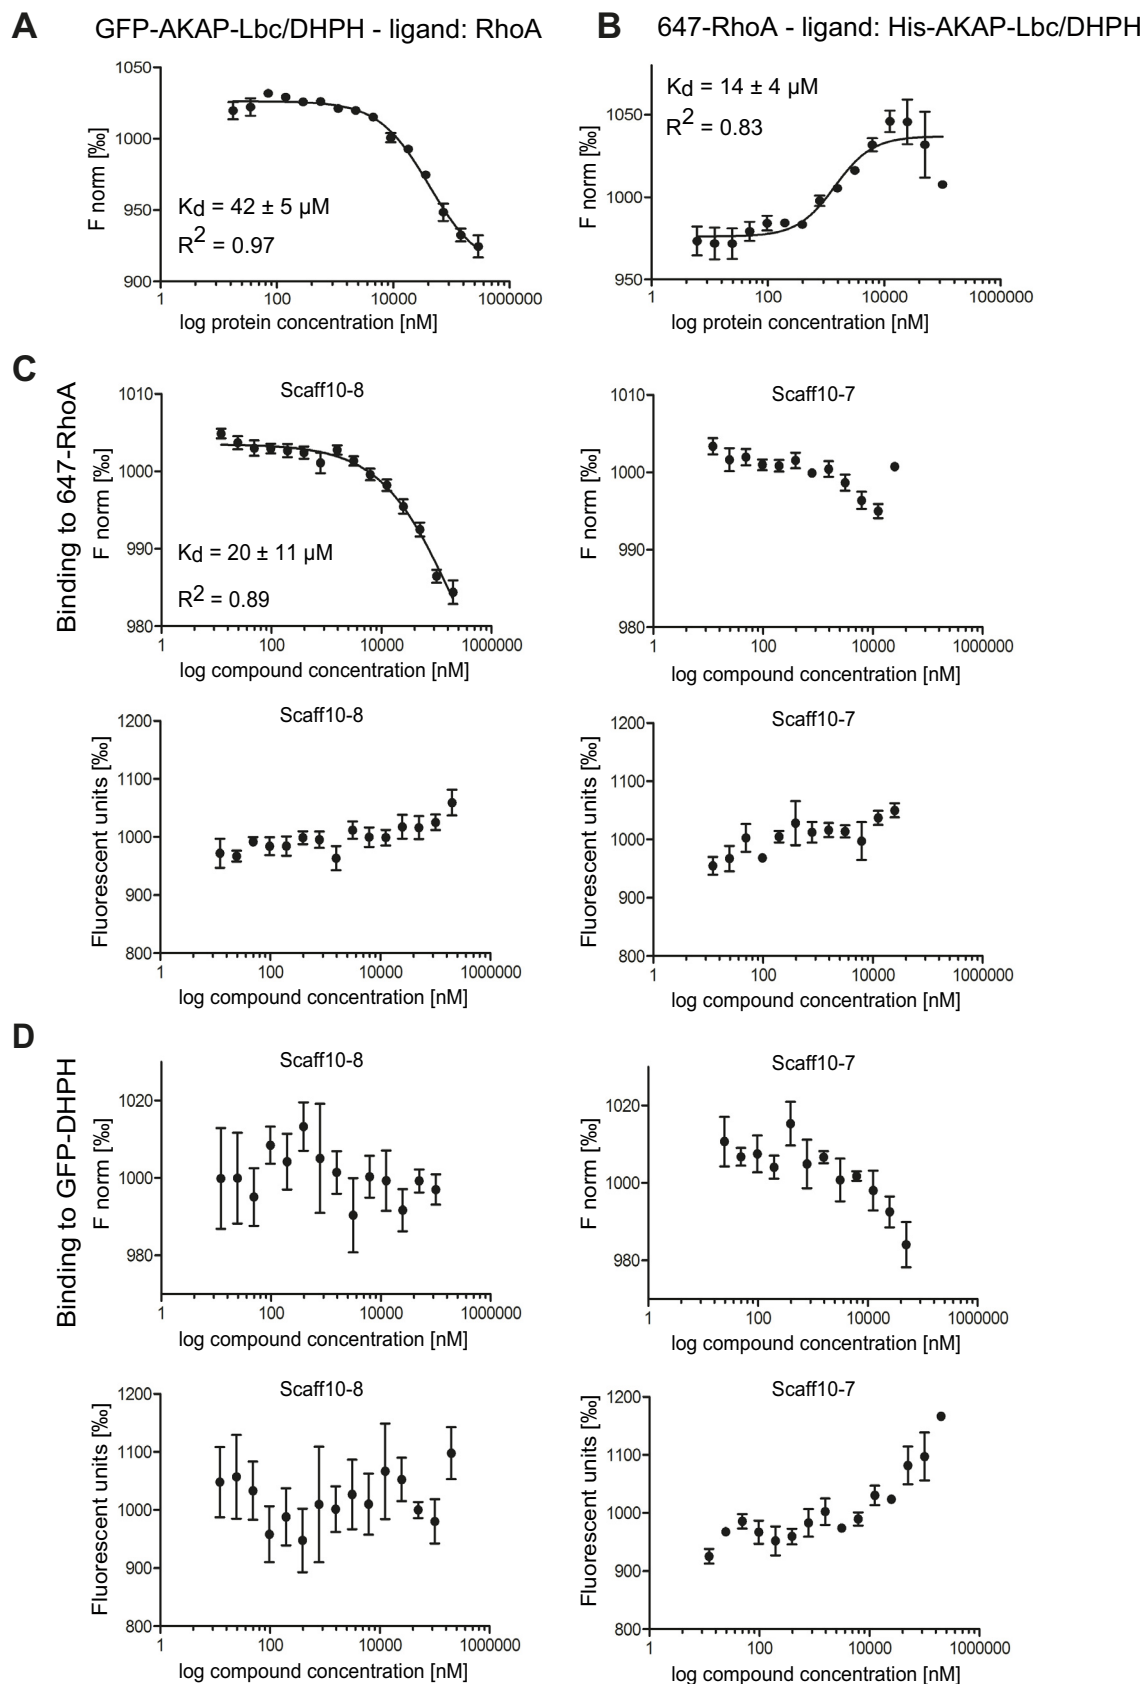 A GFP-AKAP-Lbc/DHPH - ligand: RhoA
F norm [‰]
1050
1000
950
900
Kd = 42 ± 5 µM
R2 = 0.97
1 100 10000 1000000
log protein concentration [nM]
B 647-RhoA - ligand: His-AKAP-Lbc/DHPH
F norm [‰]
1050
1000
950
Kd = 14 ± 4 µM
R2 = 0.83
1 100 10000 1000000
log protein concentration [nM]
C
Binding to 647-RhoA
Scaff10-8
F norm [‰]
1010
1000
990
980
Kd = 20 ± 11 µM
R2 = 0.89
1 100 10000 1000000
log compound concentration [nM]
Scaff10-7
F norm [‰]
1010
1000
990
980
1 100 10000 1000000
log compound concentration [nM]
Scaff10-8
Fluorescent units [‰]
1200
1100
1000
900
800
1 100 10000 1000000
log compound concentration [nM]
Scaff10-7
Fluorescent units [‰]
1200
1100
1000
900
800
1 100 10000 1000000
log compound concentration [nM]
D
Binding to GFP-DHPH
Scaff10-8
F norm [‰]
1020
1000
980
1 100 10000 1000000
log compound concentration [nM]
Scaff10-7
F norm [‰]
1020
1000
980
1 100 10000 1000000
log compound concentration [nM]
Scaff10-8
Fluorescent units [‰]
1200
1100
1000
900
800
1 100 10000 1000000
log compound concentration [nM]
Scaff10-7
Fluorescent units [‰]
1200
1100
1000
900
800
1 100 10000 1000000
log compound concentration [nM]